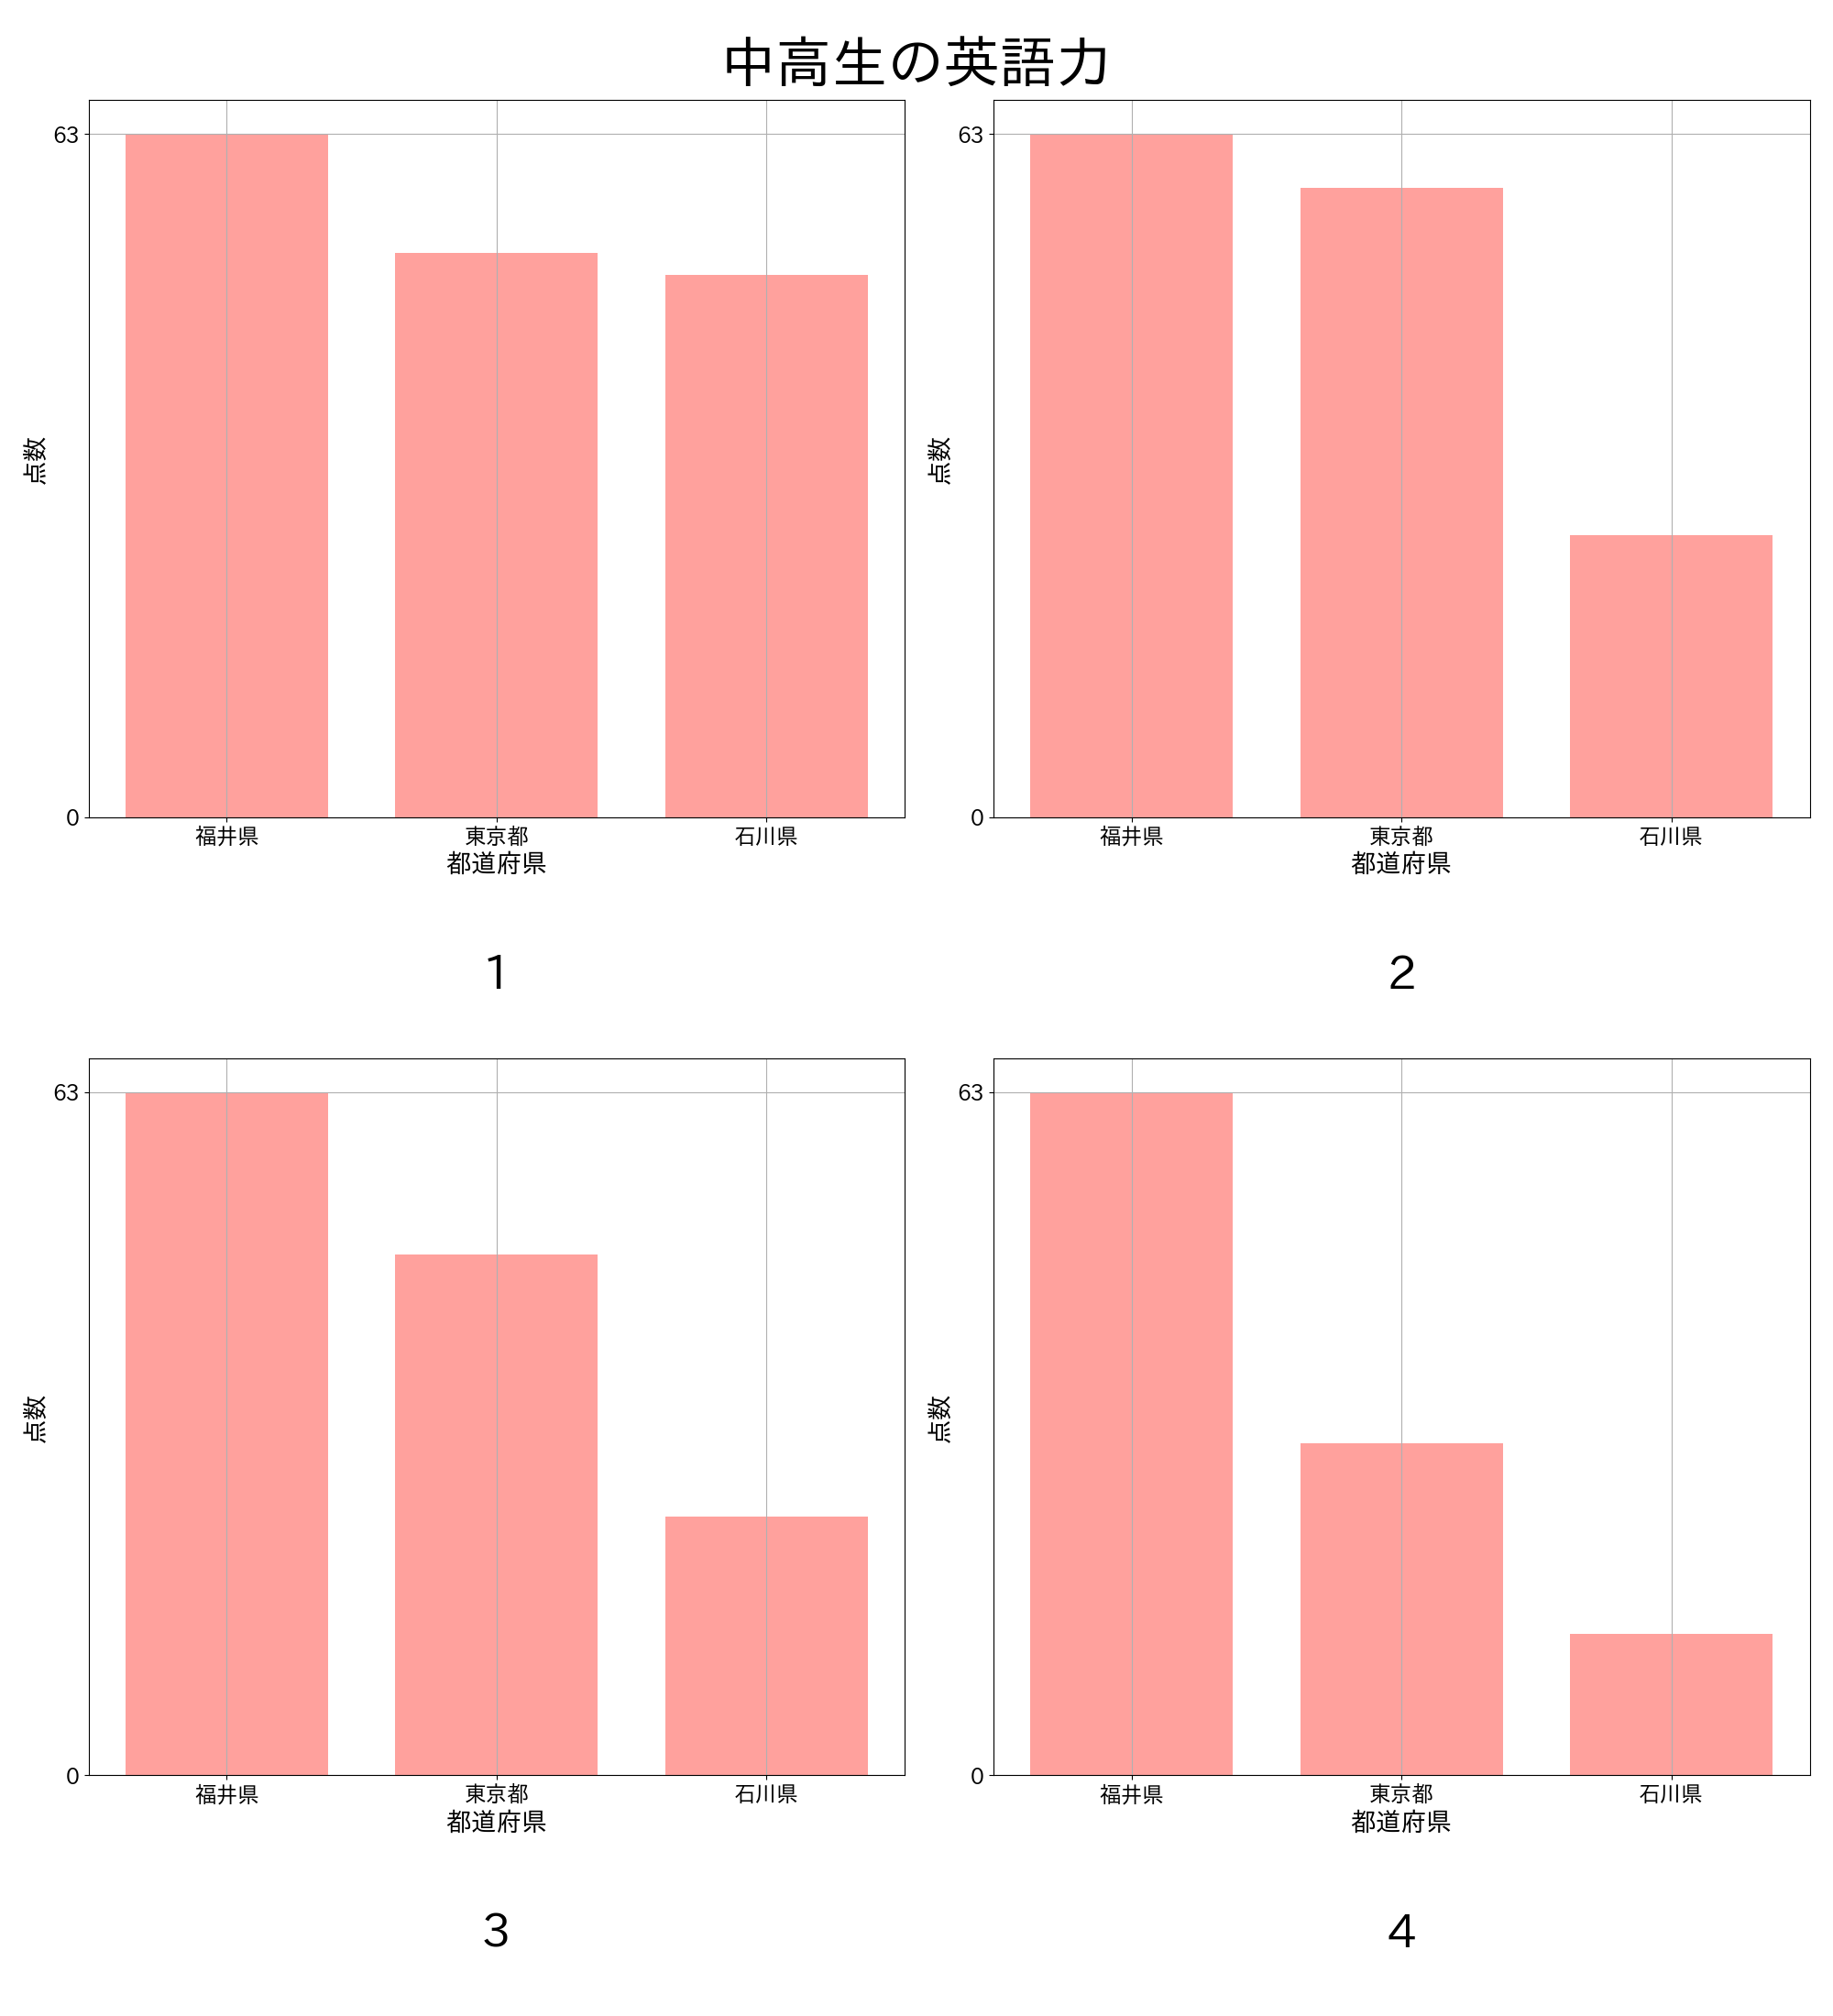 中高生の英語力
63
0
点数
福井県 東京都 石川県
都道府県
1
63
0
点数
福井県 東京都 石川県
都道府県
2
63
0
点数
福井県 東京都 石川県
都道府県
3
63
0
点数
福井県 東京都 石川県
都道府県
4